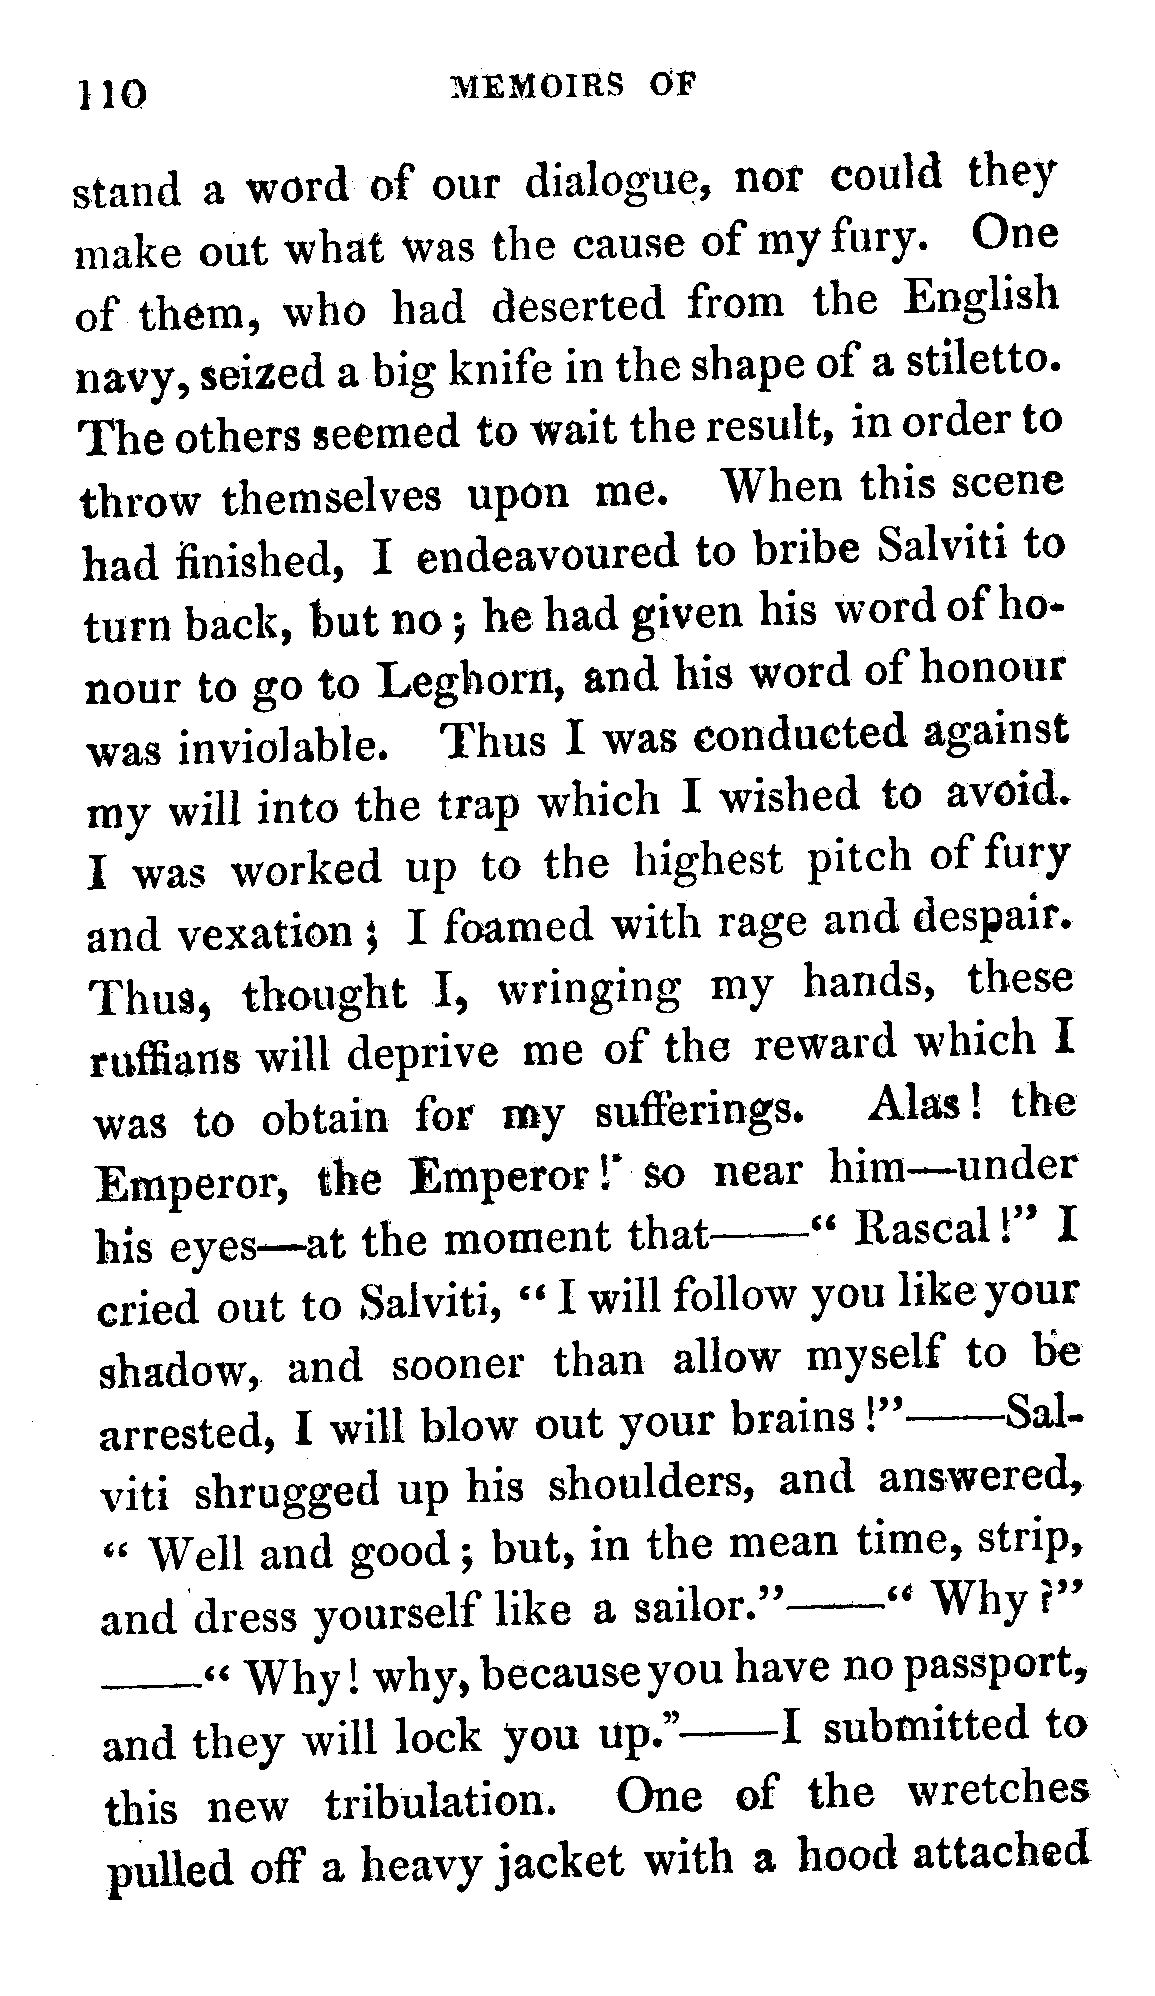 110 MEMOIRS OF
stand a word of our dialogue, nor could they
make out what was the cause of my fury. One
of them, who had deserted from the English
navy, seized a big knife in the shape of a stiletto.
The others seemed to wait the result, in order to
throw themselves upon me. When this scene
had finished, I endeavoured to bribe Salviti to
turn back, but no; he had given his word of ho-
nour to go to Leghorn, and his word of honour
was inviolable. Thus I was conducted against
my will into the trap which I wished to avoid.
I was worked up to the highest pitch of fury
and vexation; I foamed with rage and despair.
Thus, thought I, wringing my hands, these
ruffians will deprive me of the reward which I
was to obtain for my sufferings. Alas! the
Emperor, the Emperor! so near him—under
his eyes—at the moment that——“ Rascal!” I
cried out to Salviti, “ I will follow you like your
shadow, and sooner than allow myself to be
arrested, I will blow out your brains!”——Sal-
viti shrugged up his shoulders, and answered,
“ Well and good; but, in the mean time, strip,
and dress yourself like a sailor.”——“ Why?”
——“ Why! why, because you have no passport,
and they will lock you up.”——I submitted to
this new tribulation. One of the wretches
pulled off a heavy jacket with a hood attached